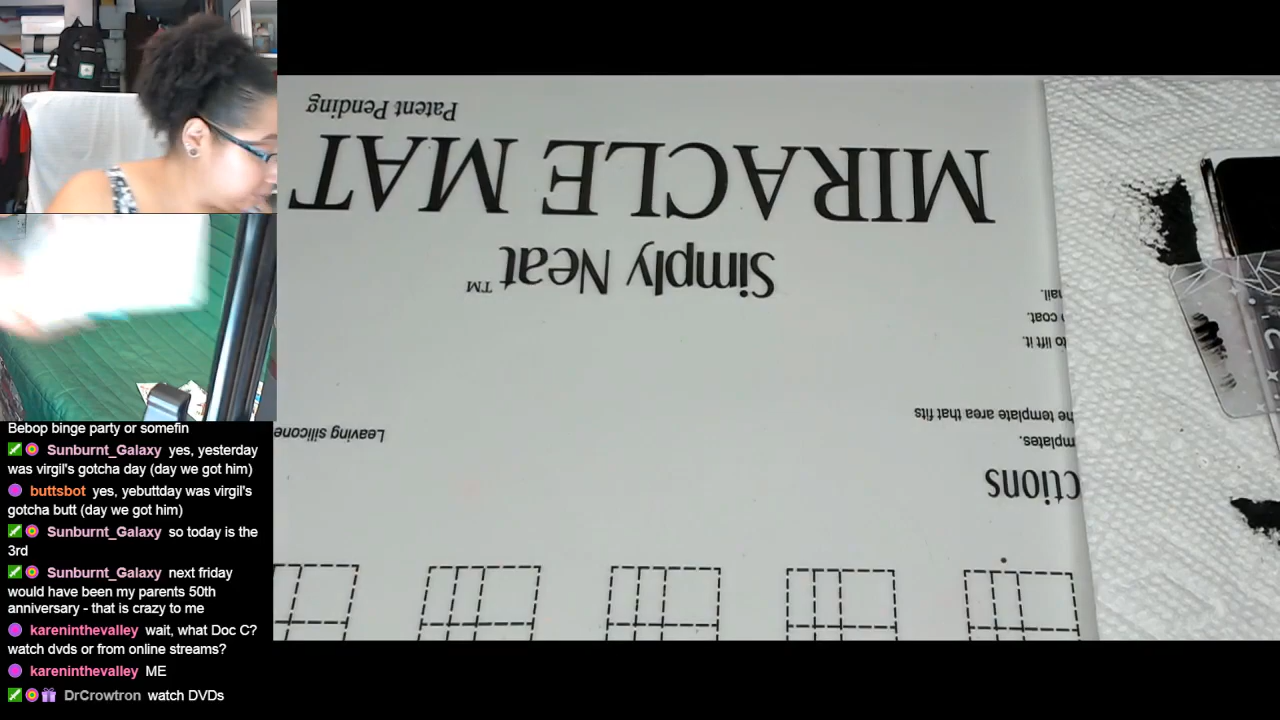 Patent Pending
MIRACLE MAT
Simply Neat™
ail.
coat.
to lift it.
he template area that fits
mplates.
Leaving silicone
ctions
Bebop binge party or somefin
Sunburnt_Galaxy yes, yesterday
was virgil's gotcha day (day we got him)
buttsbot yes, yebuttday was virgil's
gotcha butt (day we got him)
Sunburnt_Galaxy so today is the
3rd
Sunburnt_Galaxy next friday
would have been my parents 50th
anniversary - that is crazy to me
kareninthevalley wait, what Doc C?
watch dvds or from online streams?
kareninthevalley ME
DrCrowtron watch DVDs